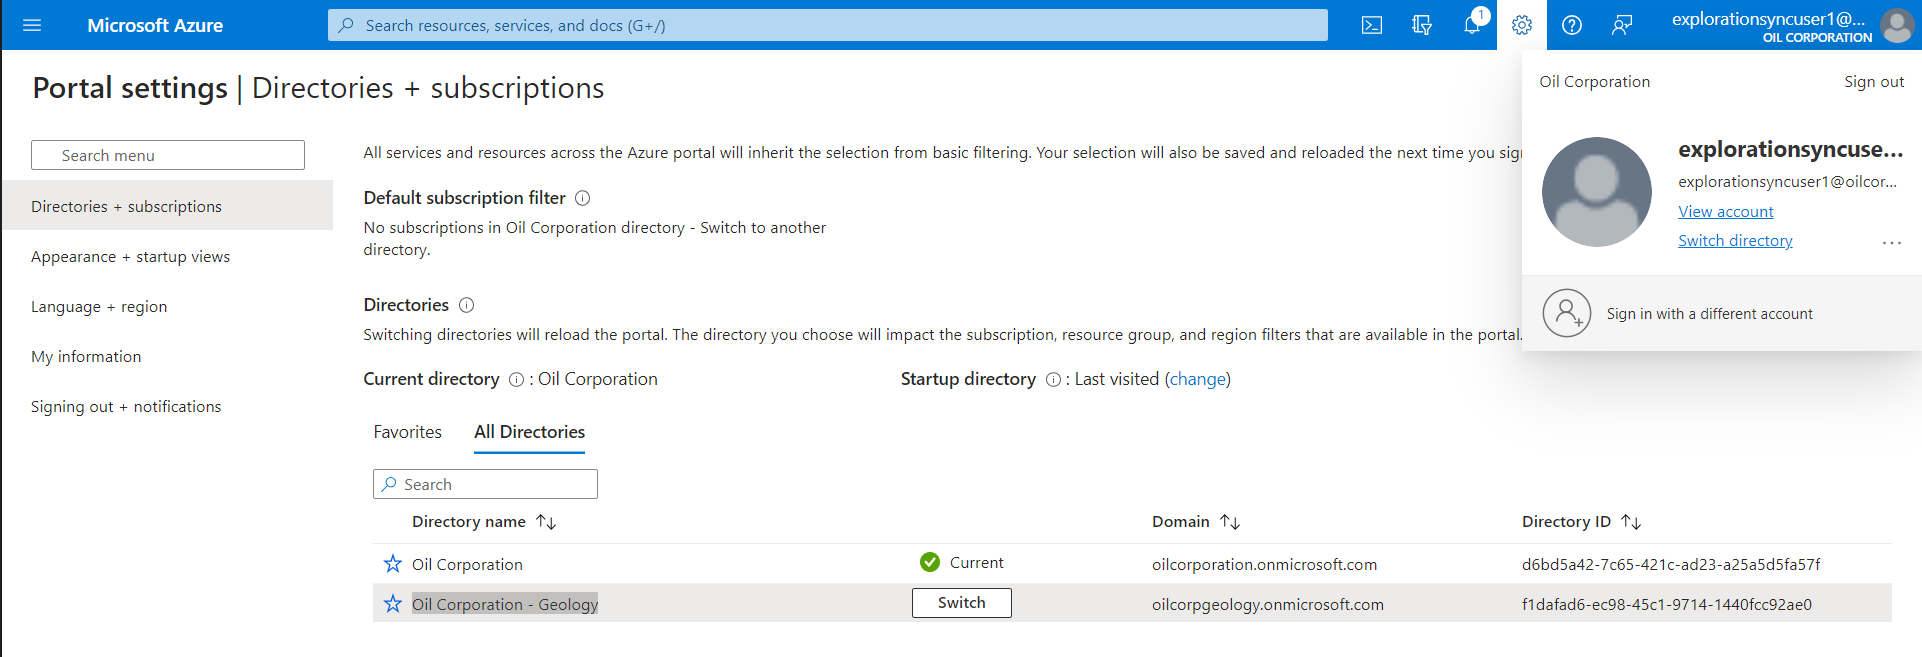 Microsoft Azure
Search resources, services, and docs (G+/)
1
explorationsyncuser1@...
OIL CORPORATION
Portal settings | Directories + subscriptions
Oil Corporation
Sign out
explorationsyncuse...
explorationsyncuser1@oilcor...
View account
Switch directory
...
Sign in with a different account
Search menu
Directories + subscriptions
Appearance + startup views
Language + region
My information
Signing out + notifications
All services and resources across the Azure portal will inherit the selection from basic filtering. Your selection will also be saved and reloaded the next time you sig
Default subscription filter
No subscriptions in Oil Corporation directory - Switch to another
directory.
Directories
Switching directories will reload the portal. The directory you choose will impact the subscription, resource group, and region filters that are available in the portal.
Current directory : Oil Corporation
Startup directory : Last visited (change)
Favorites
All Directories
Search
Directory name Domain Directory ID
Oil Corporation Current oilcorporation.onmicrosoft.com d6bd5a42-7c65-421c-ad23-a25a5d5fa57f
Oil Corporation - Geology Switch oilcorpgeology.onmicrosoft.com f1dafad6-ec98-45c1-9714-1440fcc92ae0